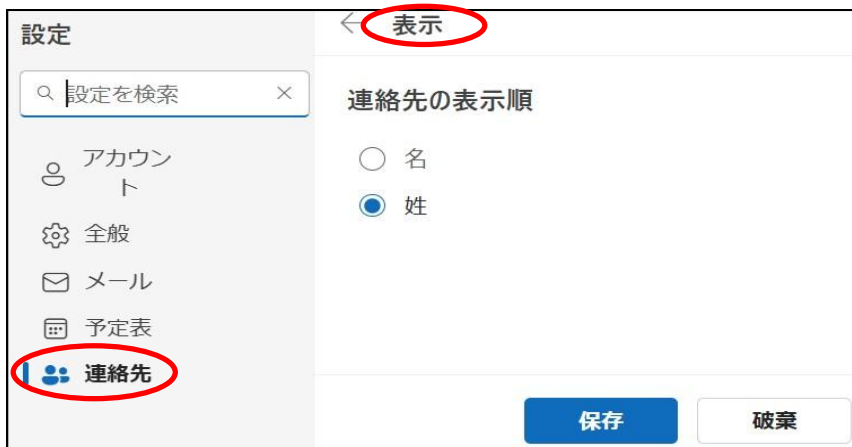 設定
設定を検索
アカウン
ト
全般
メール
予定表
連絡先
表示
連絡先の表示順
名
姓
保存
破棄